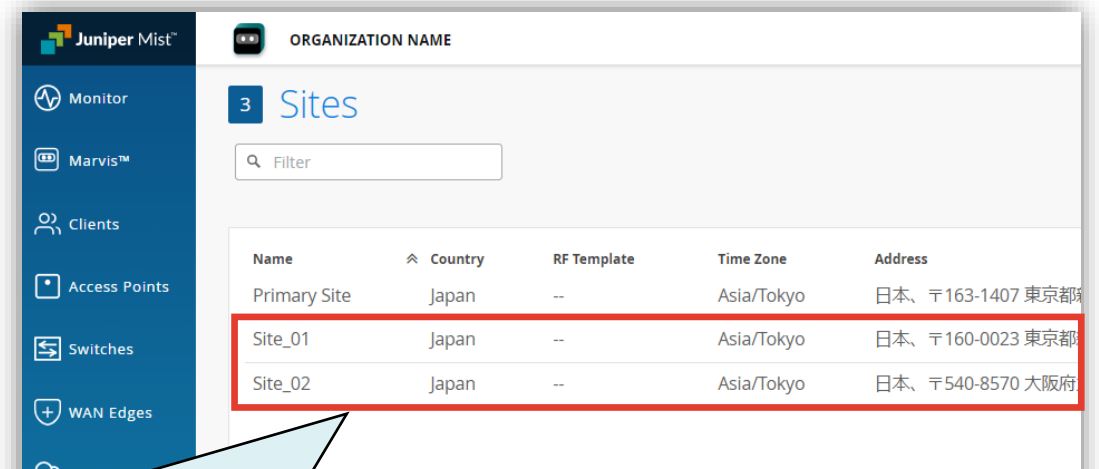 Juniper Mist™
ORGANIZATION NAME
Monitor
Marvis™
Clients
Access Points
Switches
WAN Edges
3 Sites
Filter
Name Country RF Template Time Zone Address
Primary Site Japan -- Asia/Tokyo 日本、〒163-1407 東京都
Site_01 Japan -- Asia/Tokyo 日本、〒160-0023 東京都
Site_02 Japan -- Asia/Tokyo 日本、〒540-8570 大阪府